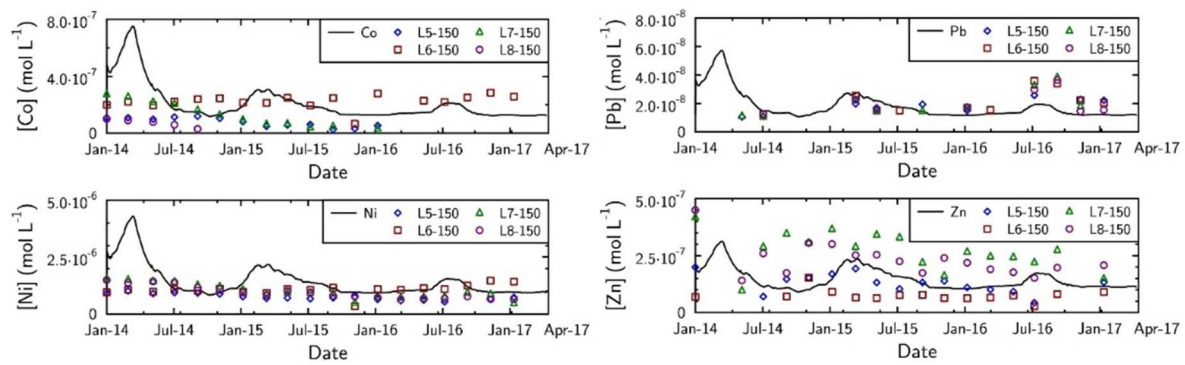 [Co] (mol L⁻¹)
8.0·10⁻⁷
4.0·10⁻⁷
0
Co
L5-150
L7-150
L6-150
L8-150
Jan-14 Jul-14 Jan-15 Jul-15 Jan-16 Jul-16 Jan-17 Apr-17
Date
[Pb] (mol L⁻¹)
8.0·10⁻⁸
6.0·10⁻⁸
4.0·10⁻⁸
2.0·10⁻⁸
0
Pb
L5-150
L7-150
L6-150
L8-150
Jan-14 Jul-14 Jan-15 Jul-15 Jan-16 Jul-16 Jan-17 Apr-17
Date
[Ni] (mol L⁻¹)
5.0·10⁻⁶
2.5·10⁻⁶
0
Ni
L5-150
L7-150
L6-150
L8-150
Jan-14 Jul-14 Jan-15 Jul-15 Jan-16 Jul-16 Jan-17 Apr-17
Date
[Zn] (mol L⁻¹)
5.0·10⁻⁷
2.5·10⁻⁷
0
Zn
L5-150
L7-150
L6-150
L8-150
Jan-14 Jul-14 Jan-15 Jul-15 Jan-16 Jul-16 Jan-17 Apr-17
Date